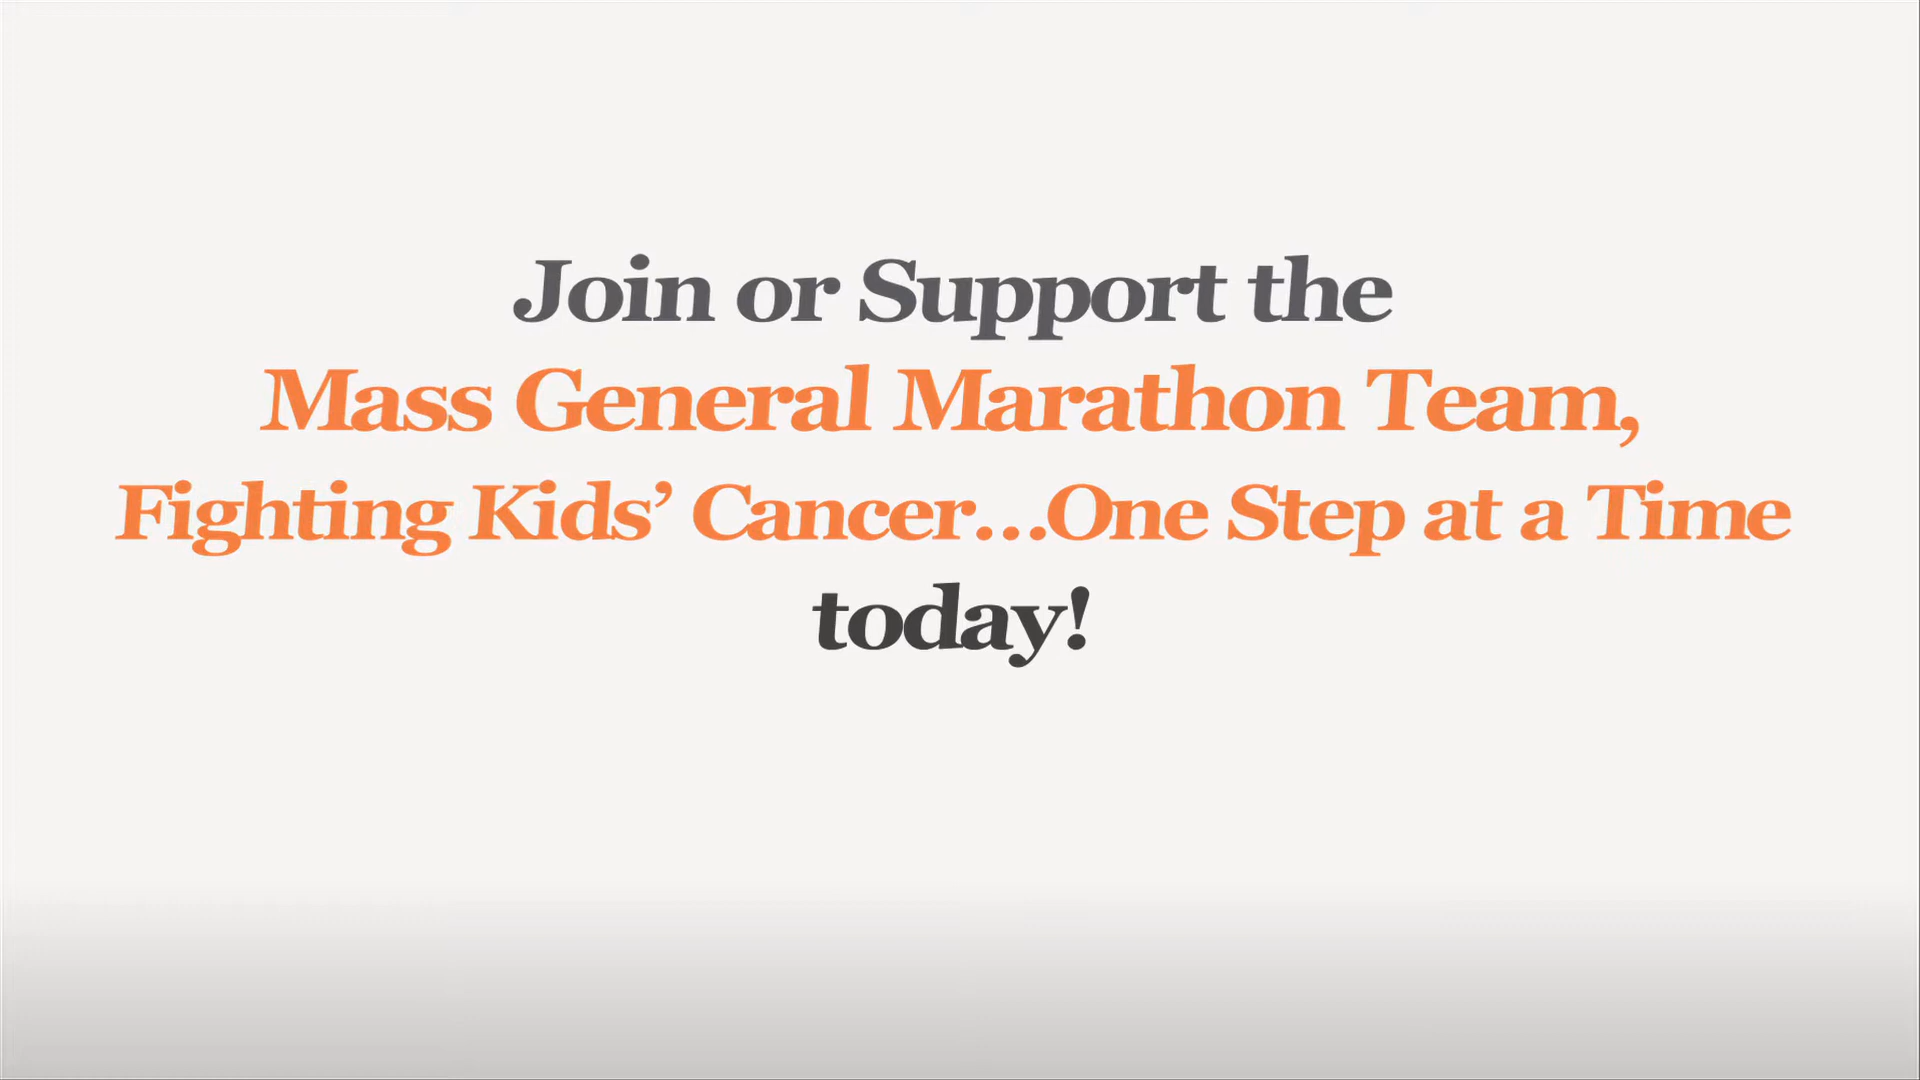 Join or Support the
Mass General Marathon Team,
Fighting Kids’ Cancer...One Step at a Time
today!